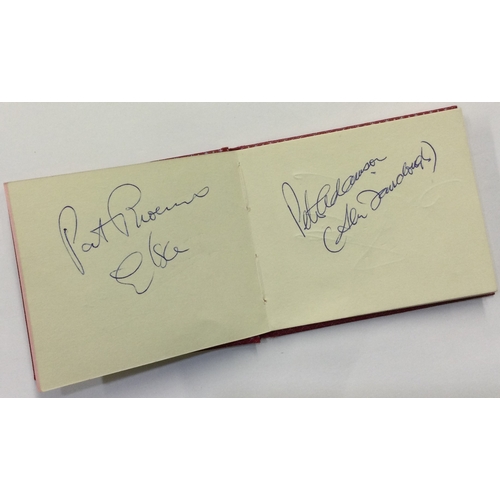 Pat Phoenix
Elsie
Peter Adamson
(Len Fairclough)